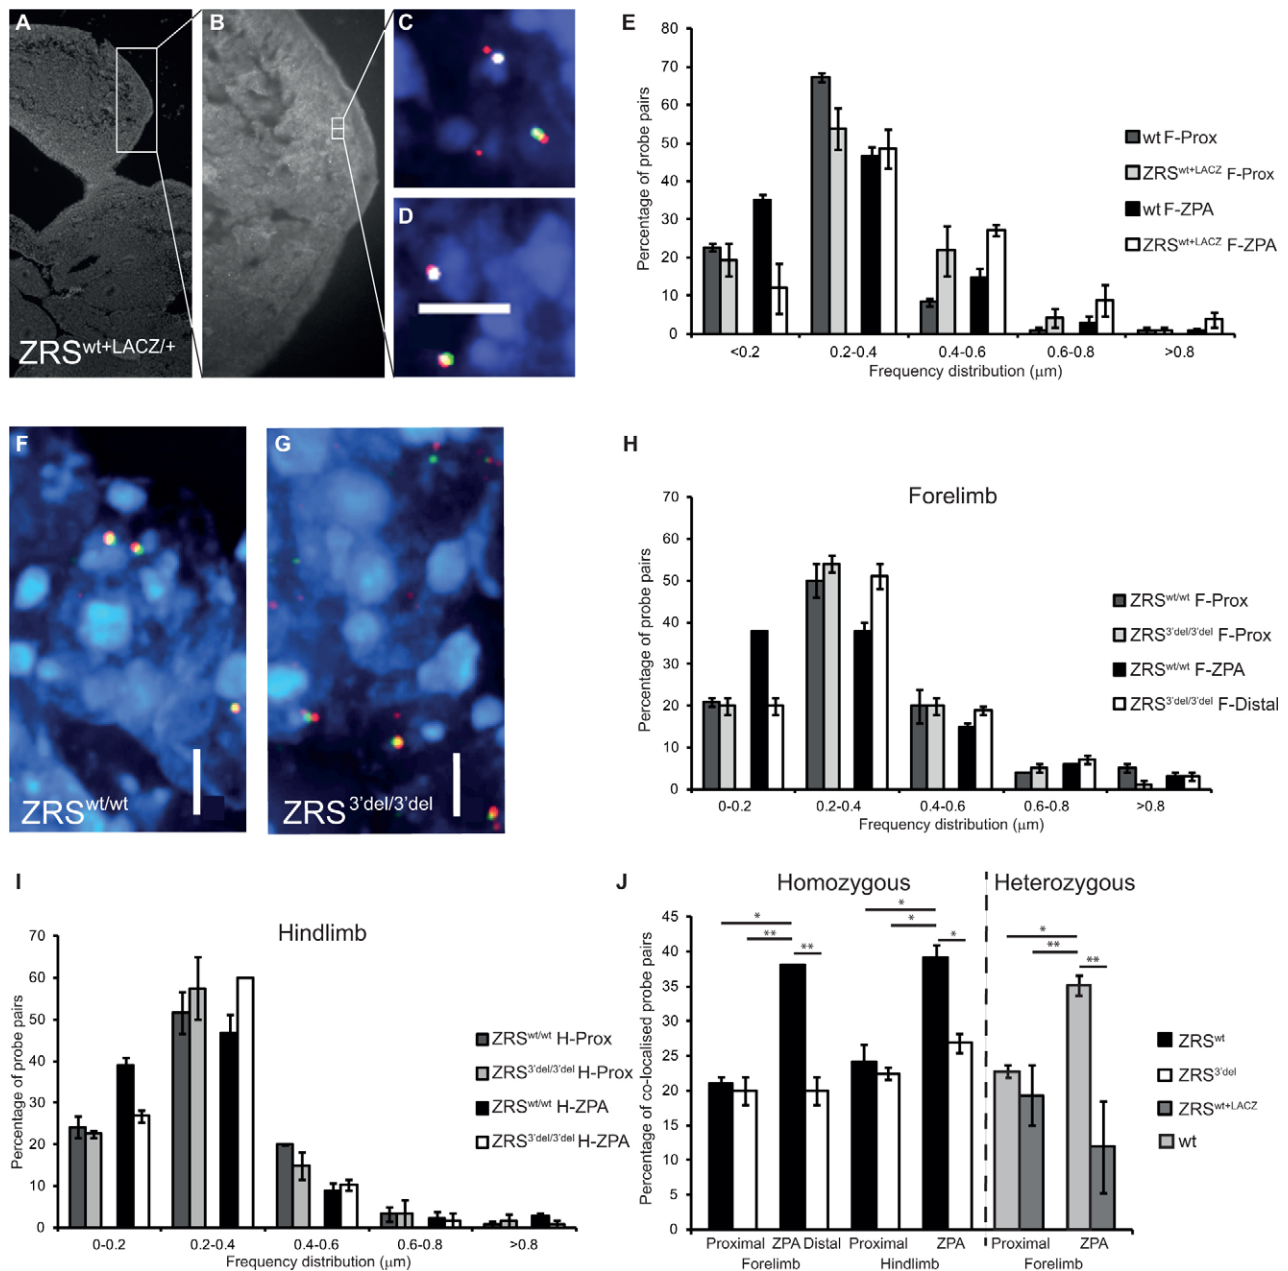 A
B
C
D
ZRSwt+LACZ/+
E
80
70
60
50
40
30
20
10
0
Percentage of probe pairs
<0.2
0.2-0.4
0.4-0.6
0.6-0.8
>0.8
Frequency distribution (μm)
wt F-Prox
ZRSwt+LACZ F-Prox
wt F-ZPA
ZRSwt+LACZ F-ZPA
F
ZRSwt/wt
G
ZRS3'del/3'del
H
Forelimb
70
60
50
40
30
20
10
0
Percentage of probe pairs
0-0.2
0.2-0.4
0.4-0.6
0.6-0.8
>0.8
Frequency distribution (μm)
ZRSwt/wt F-Prox
ZRS3'del/3'del F-Prox
ZRSwt/wt F-ZPA
ZRS3'del/3'del F-Distal
I
Hindlimb
70
60
50
40
30
20
10
0
Percentage of probe pairs
0-0.2
0.2-0.4
0.4-0.6
0.6-0.8
>0.8
Frequency distribution (μm)
ZRSwt/wt H-Prox
ZRS3'del/3'del H-Prox
ZRSwt/wt H-ZPA
ZRS3'del/3'del H-ZPA
J
Homozygous
Heterozygous
45
40
35
30
25
20
15
10
5
0
Percentage of co-localised probe pairs
*
**
**
*
*
*
*
**
**
Proximal ZPA Distal Proximal ZPA Proximal ZPA
Forelimb Hindlimb Forelimb
ZRSwt
ZRS3'del
ZRSwt+LACZ
wt